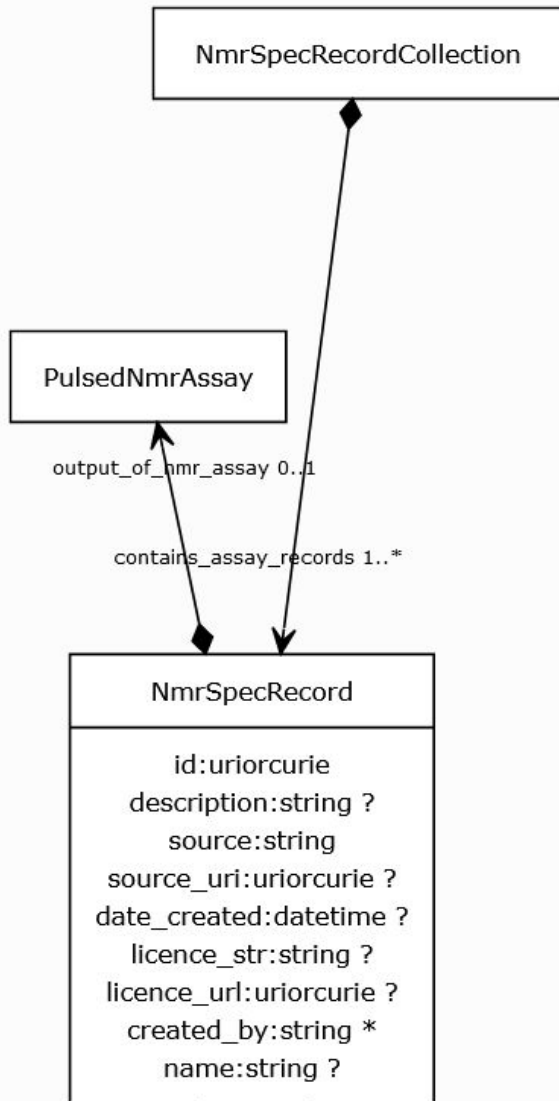 NmrSpecRecordCollection
PulsedNmrAssay
output_of_nmr_assay 0..1
contains_assay_records 1..*
NmrSpecRecord
id:uriorcurie
description:string ?
source:string
source_uri:uriorcurie ?
date_created:datetime ?
licence_str:string ?
licence_url:uriorcurie ?
created_by:string *
name:string ?